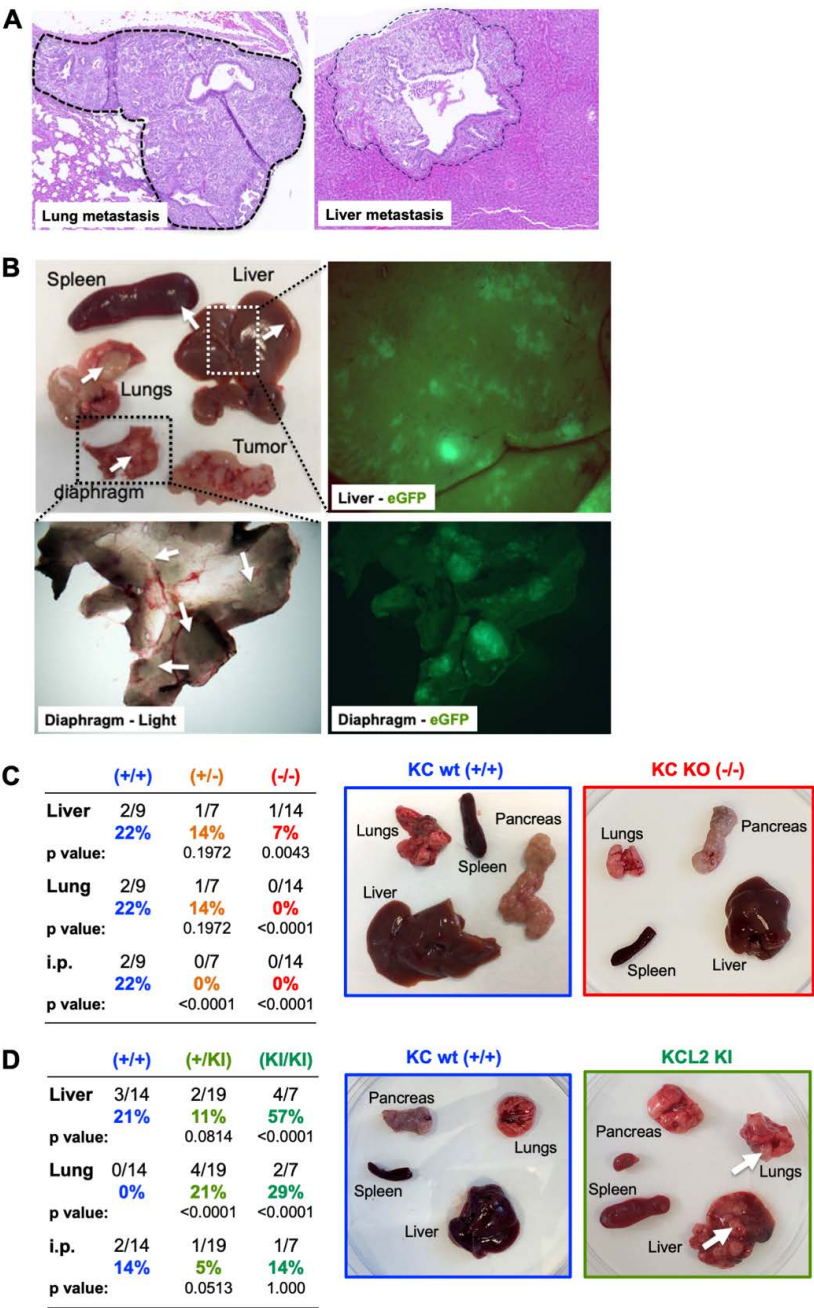 A
Lung metastasis
Liver metastasis
B
Spleen
Liver
Lungs
diaphragm
Tumor
Liver - eGFP
Diaphragm - Light
Diaphragm - eGFP
C
(+/+) (+/-) (-/-)
Liver 2/9 1/7 1/14
22% 14% 7%
p value: 0.1972 0.0043
Lung 2/9 1/7 0/14
22% 14% 0%
p value: 0.1972 <0.0001
i.p. 2/9 0/7 0/14
22% 0% 0%
p value: <0.0001 <0.0001
KC wt (+/+)
Lungs
Pancreas
Spleen
Liver
KC KO (-/-)
Lungs
Pancreas
Spleen
Liver
D
(+/+) (+/KI) (KI/KI)
Liver 3/14 2/19 4/7
21% 11% 57%
p value: 0.0814 <0.0001
Lung 0/14 4/19 2/7
0% 21% 29%
p value: <0.0001 <0.0001
i.p. 2/14 1/19 1/7
14% 5% 14%
p value: 0.0513 1.000
KC wt (+/+)
Pancreas
Lungs
Spleen
Liver
KCL2 KI
Pancreas
Lungs
Spleen
Liver